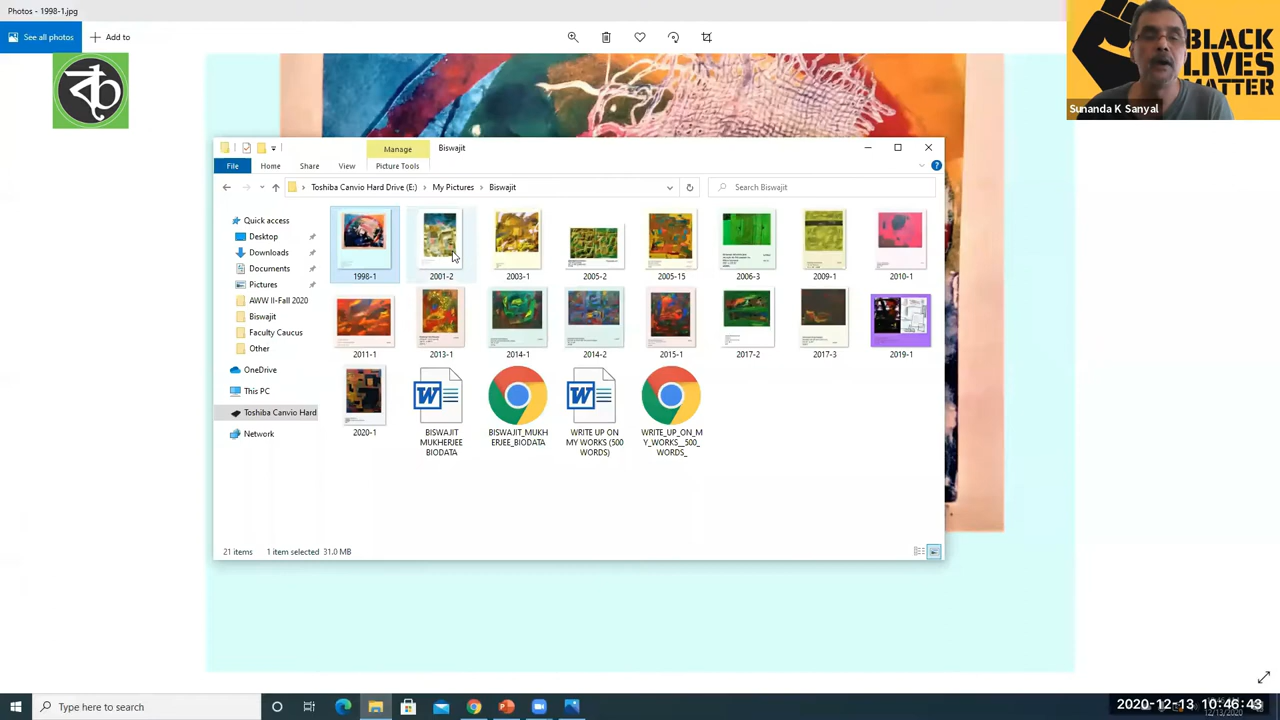 Photos - 1998-1.jpg
See all photos
Add to
ক
BLACK
LIVES
MATTER
Sunanda K Sanyal
Manage
Biswajit
File
Home
Share
View
Picture Tools
Toshiba Canvio Hard Drive (E:)
My Pictures
Biswajit
Search Biswajit
Quick access
Desktop
Downloads
Documents
Pictures
AWW II-Fall 2020
Biswajit
Faculty Caucus
Other
OneDrive
This PC
Toshiba Canvio Hard
Network
1998-1
2001-2
2003-1
2005-2
2005-15
2006-3
2009-1
2010-1
2011-1
2013-1
2014-1
2014-2
2015-1
2017-2
2017-3
2019-1
2020-1
BISWAJIT
MUKHERJEE
BIODATA
BISWAJIT_MUKH
ERJEE_BIODATA
WRITE UP ON
MY WORKS (500
WORDS)
WRITE_UP_ON_M
Y_WORKS__500_
WORDS_
21 items
1 item selected 31.0 MB
Type here to search
2020-12-13 10:46:43